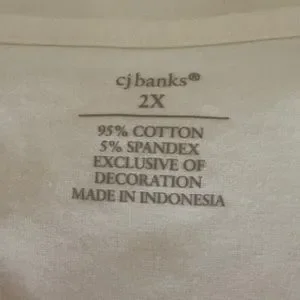 cj banks®
2X
95% COTTON
5% SPANDEX
EXCLUSIVE OF
DECORATION
MADE IN INDONESIA